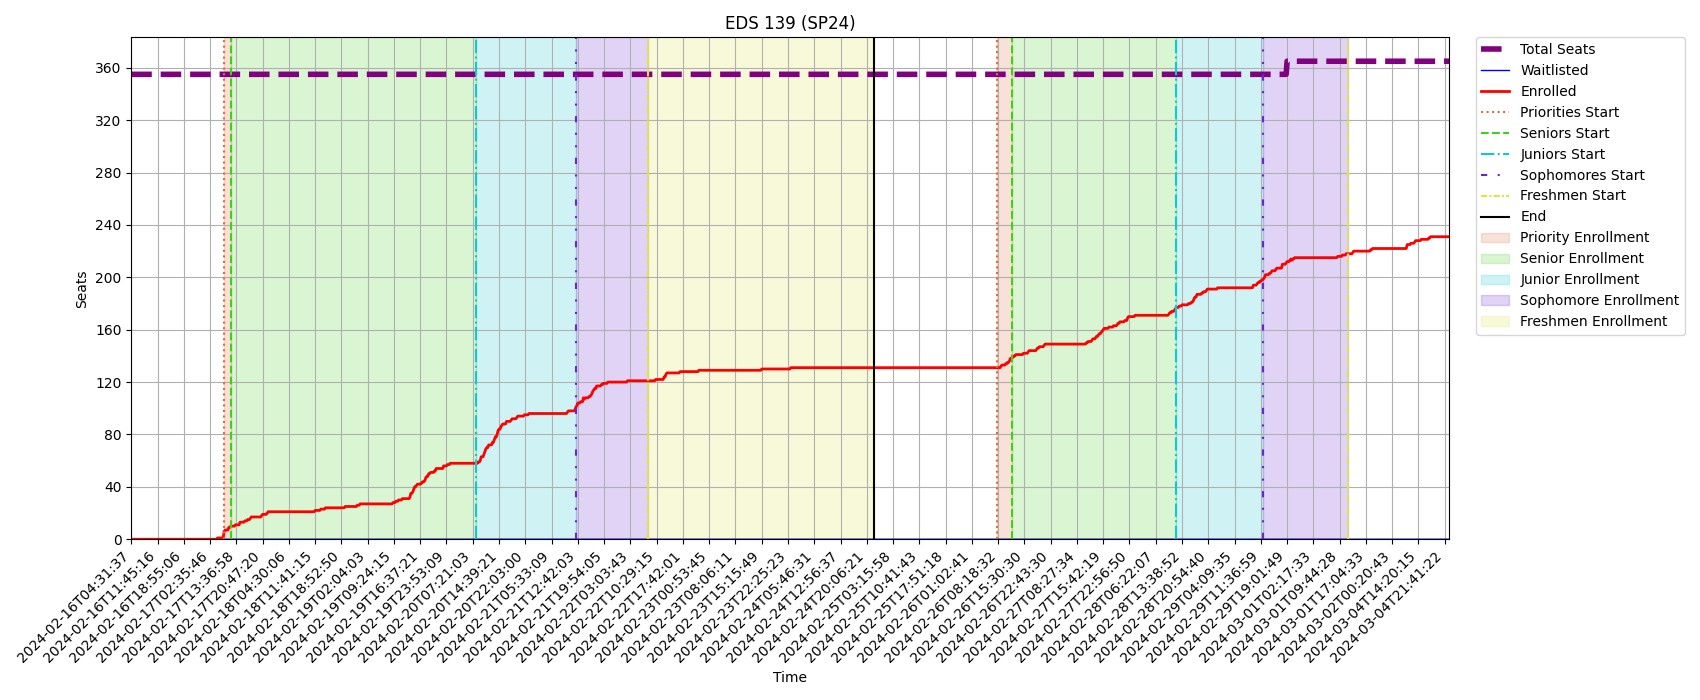 EDS 139 (SP24)
Seats
360
320
280
240
200
160
120
80
40
0
2024-02-16T04:31:37
2024-02-16T11:45:16
2024-02-16T18:55:06
2024-02-17T02:35:46
2024-02-17T13:36:58
2024-02-17T20:47:20
2024-02-18T04:30:06
2024-02-18T11:41:15
2024-02-18T18:52:50
2024-02-19T02:04:03
2024-02-19T09:24:15
2024-02-19T16:37:21
2024-02-19T23:53:09
2024-02-20T07:21:03
2024-02-20T14:39:21
2024-02-20T22:03:00
2024-02-21T05:33:09
2024-02-21T12:42:03
2024-02-21T19:54:05
2024-02-22T03:03:43
2024-02-22T10:29:15
2024-02-22T17:42:01
2024-02-23T00:53:45
2024-02-23T08:06:11
2024-02-23T15:15:49
2024-02-23T22:25:23
2024-02-24T05:46:31
2024-02-24T12:56:37
2024-02-24T20:06:21
2024-02-25T03:15:58
2024-02-25T10:41:43
2024-02-25T17:51:18
2024-02-26T01:02:41
2024-02-26T08:18:32
2024-02-26T15:30:30
2024-02-26T22:43:30
2024-02-27T08:27:34
2024-02-27T15:42:19
2024-02-27T22:56:50
2024-02-28T06:22:07
2024-02-28T13:38:52
2024-02-28T20:54:40
2024-02-29T04:09:35
2024-02-29T11:36:59
2024-02-29T19:01:49
2024-03-01T02:17:33
2024-03-01T09:44:28
2024-03-01T17:04:33
2024-03-02T00:20:43
2024-03-04T14:20:15
2024-03-04T21:41:22
Time
Total Seats
Waitlisted
Enrolled
Priorities Start
Seniors Start
Juniors Start
Sophomores Start
Freshmen Start
End
Priority Enrollment
Senior Enrollment
Junior Enrollment
Sophomore Enrollment
Freshmen Enrollment